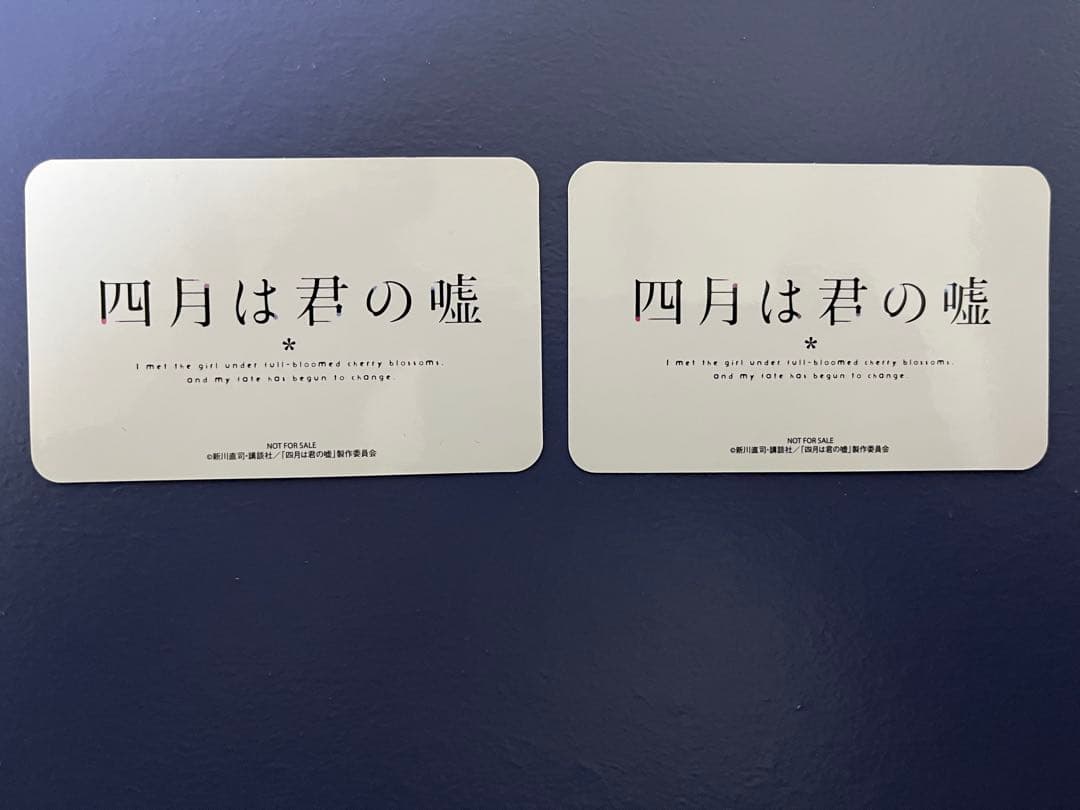 四月は君の嘘
*
I met the girl under full-bloomed cherry blossoms,
and my fate has begun to change.
NOT FOR SALE
©新川直司・講談社/「四月は君の嘘」製作委員会
四月は君の嘘
*
I met the girl under full-bloomed cherry blossoms,
and my fate has begun to change.
NOT FOR SALE
©新川直司・講談社/「四月は君の嘘」製作委員会